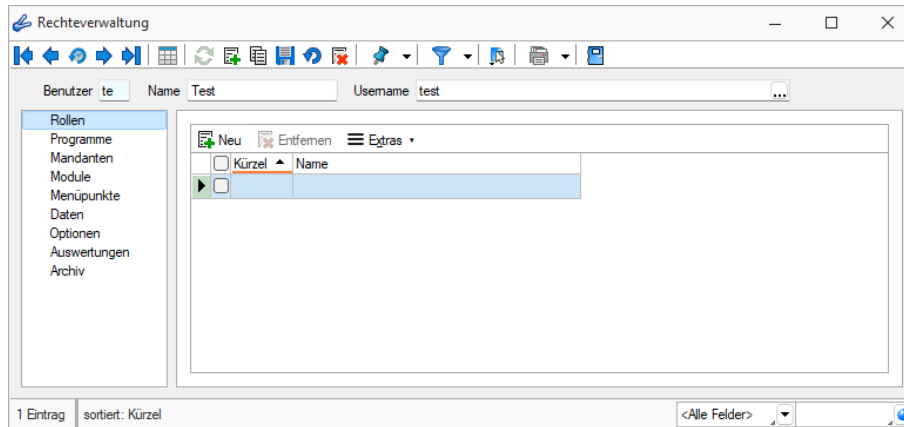 Rechteverwaltung
Benutzer te Name Test Username test ...
Rollen
Programme
Mandanten
Module
Menüpunkte
Daten
Optionen
Auswertungen
Archiv
Neu Entfernen Extras
Kürzel Name
1 Eintrag sortiert: Kürzel <Alle Felder>